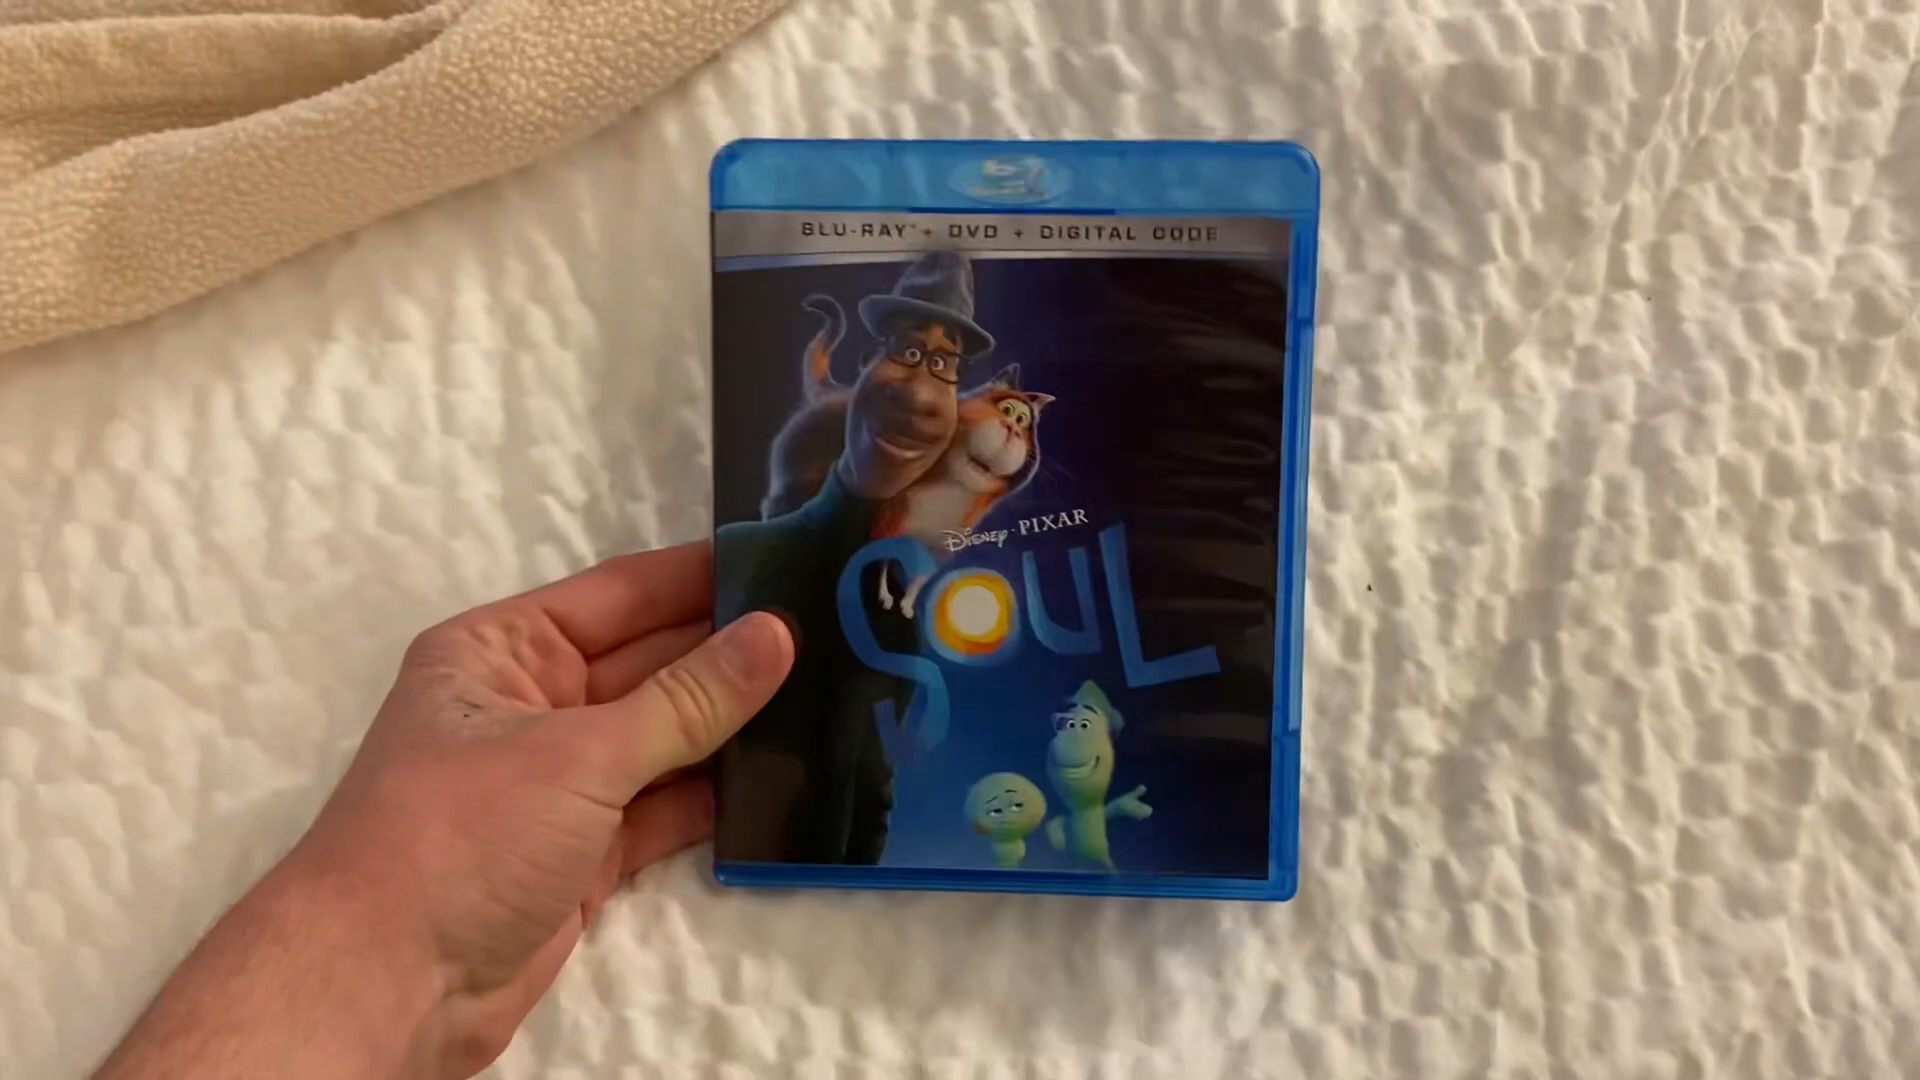 BLU-RAY™ + DVD + DIGITAL CODE
DISNEY · PIXAR
SOUL